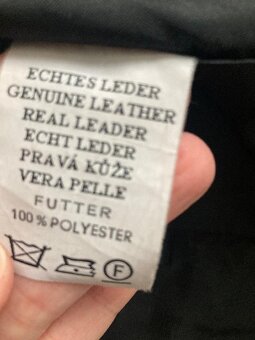 ECHTES LEDER
GENUINE LEATHER
REAL LEADER
ECHT LEDER
PRAVÁ KŮŽE
VERA PELLE
FUTTER
100% POLYESTER
F